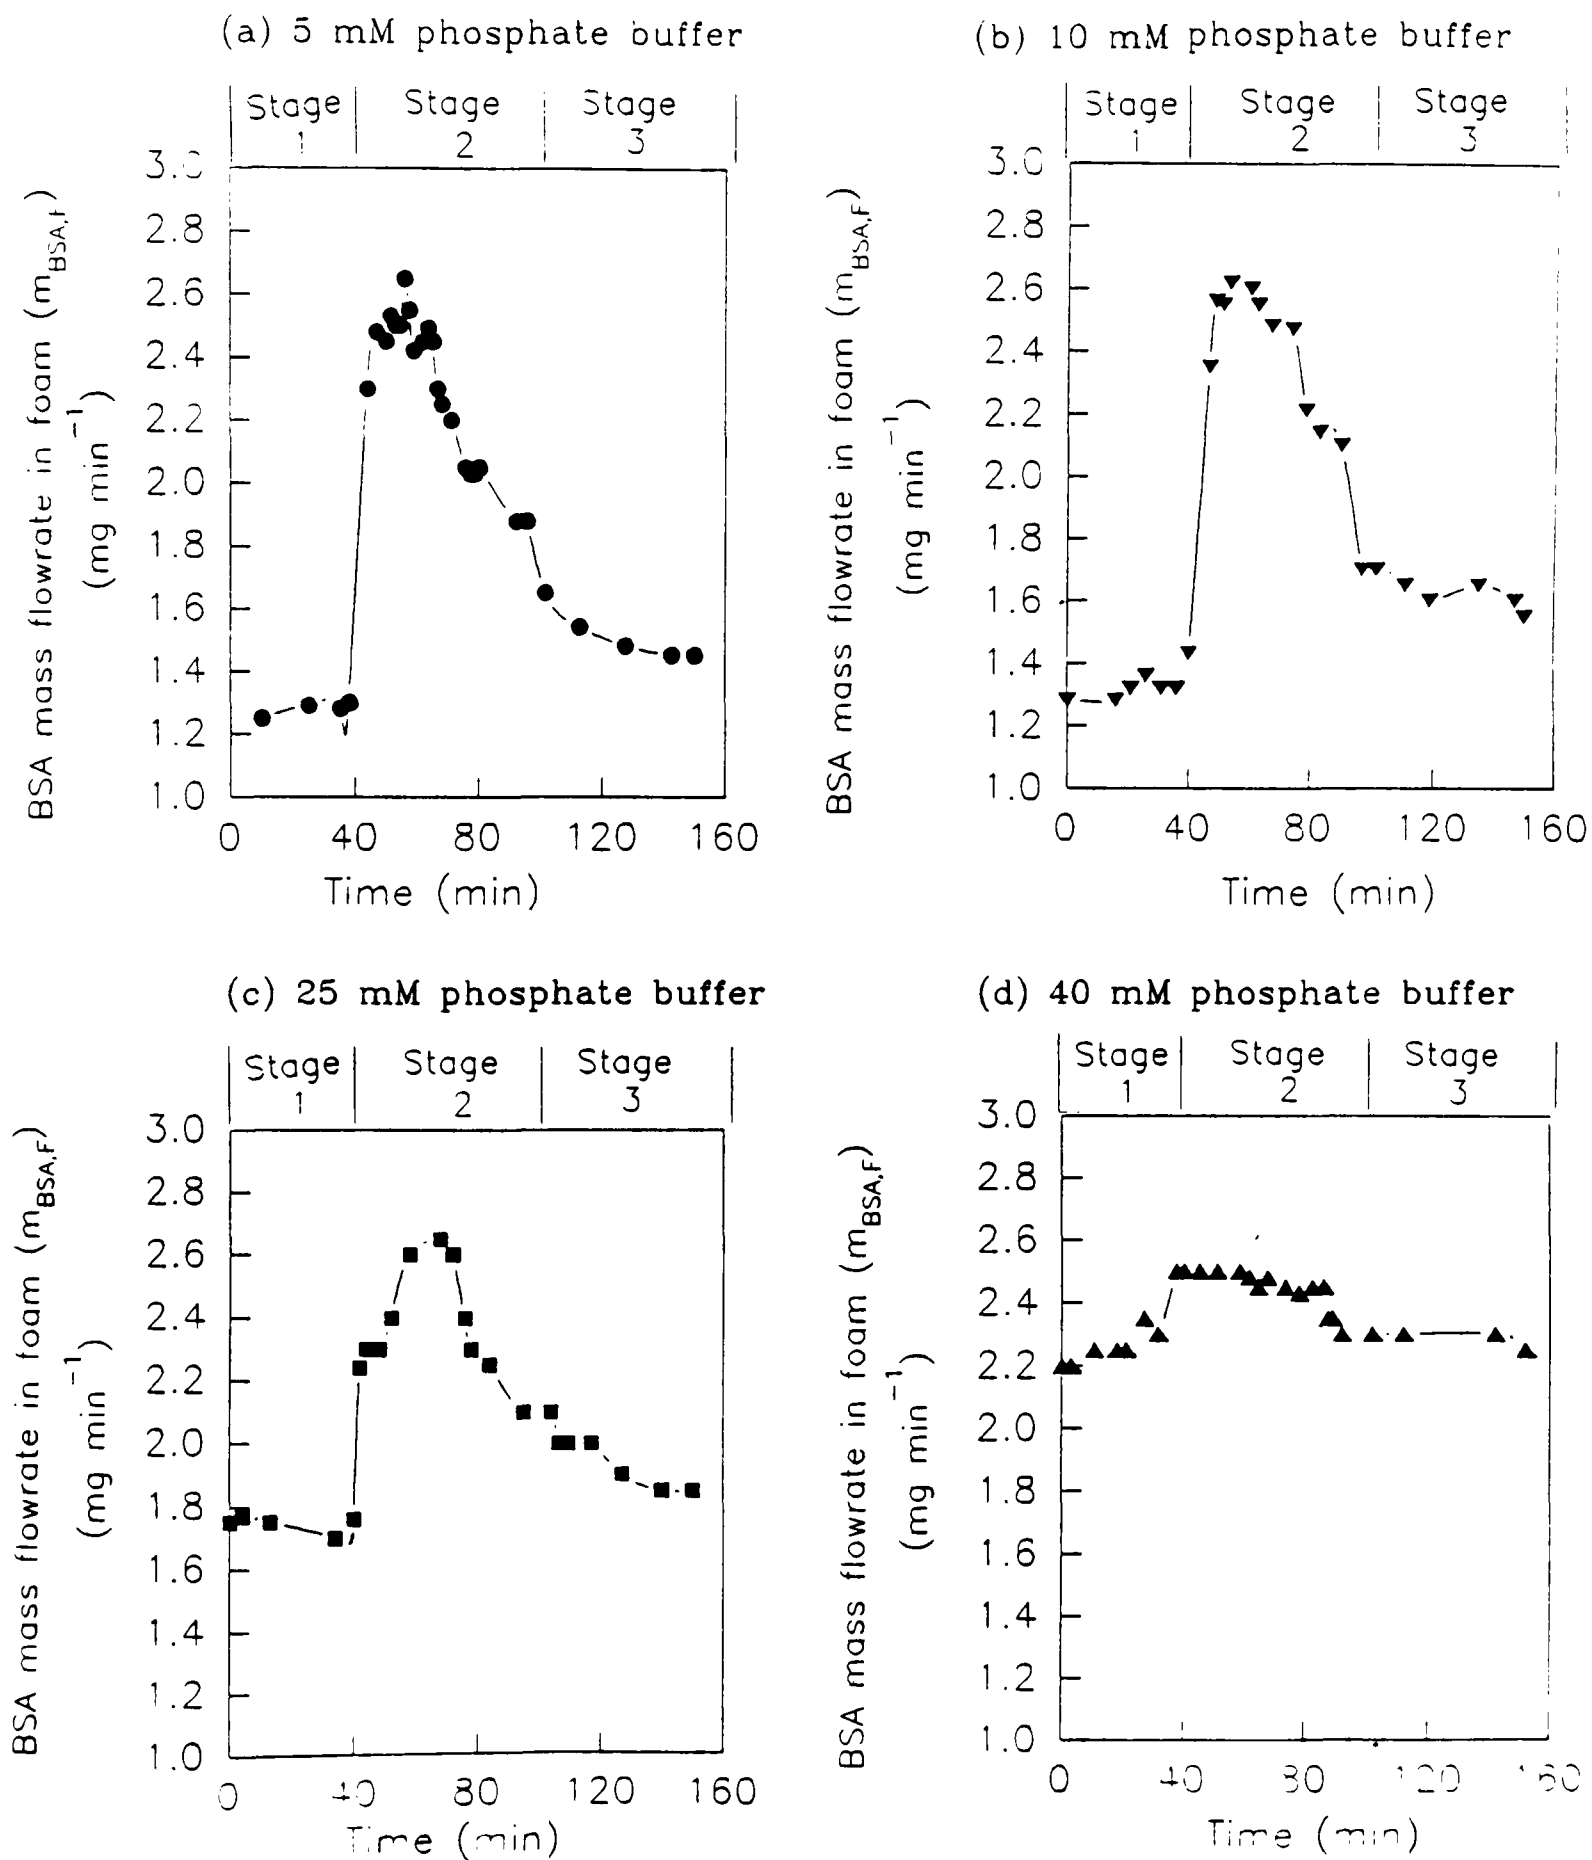 (a) 5 mM phosphate buffer
Stage 1
Stage 2
Stage 3
BSA mass flowrate in foam (mBSA,F)
(mg min−1)
3.0
2.8
2.6
2.4
2.2
2.0
1.8
1.6
1.4
1.2
1.0
0 40 80 120 160
Time (min)
(b) 10 mM phosphate buffer
Stage 1
Stage 2
Stage 3
BSA mass flowrate in foam (mBSA,F)
(mg min−1)
3.0
2.8
2.6
2.4
2.2
2.0
1.8
1.6
1.4
1.2
1.0
0 40 80 120 160
Time (min)
(c) 25 mM phosphate buffer
Stage 1
Stage 2
Stage 3
BSA mass flowrate in foam (mBSA,F)
(mg min−1)
3.0
2.8
2.6
2.4
2.2
2.0
1.8
1.6
1.4
1.2
1.0
0 40 80 120 160
Time (min)
(d) 40 mM phosphate buffer
Stage 1
Stage 2
Stage 3
BSA mass flowrate in foam (mBSA,F)
(mg min−1)
3.0
2.8
2.6
2.4
2.2
2.0
1.8
1.6
1.4
1.2
1.0
0 40 80 120 160
Time (min)